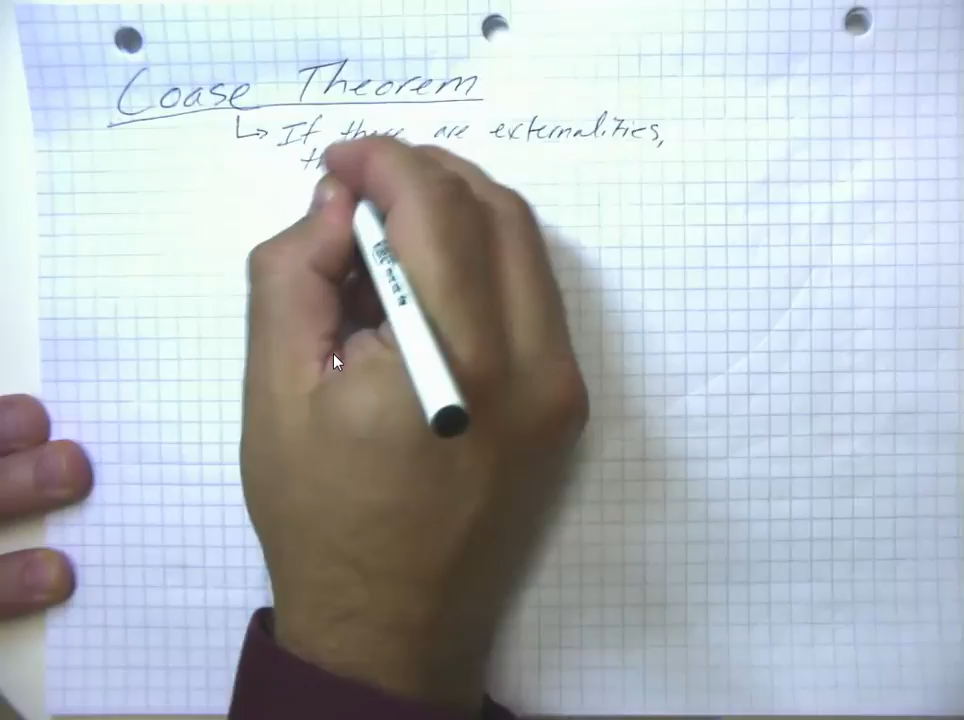 Coase Theorem
↳ If there are externalities,